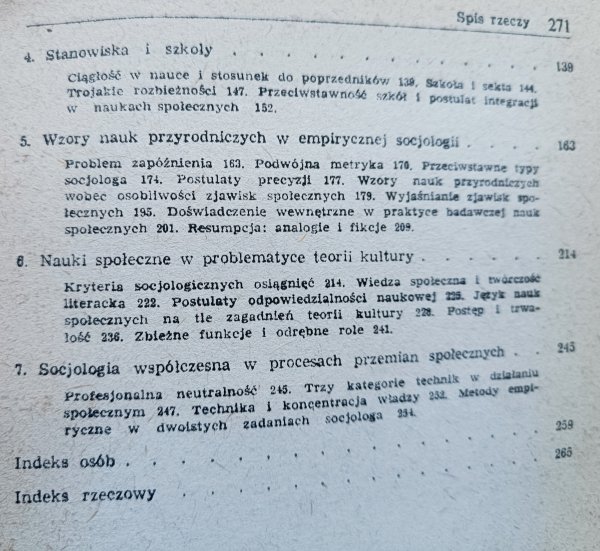 Spis rzeczy 271
4. Stanowiska i szkoły . . . . . . . . . . . 139
Ciągłość w nauce i stosunek do poprzedników 139. Szkoła i sekta 144.
Trojakie rozbieżności 147. Przeciwstawność szkół i postulat integracji
w naukach społecznych 152.
5. Wzory nauk przyrodniczych w empirycznej socjologii . . . . 163
Problem zapóźnienia 163. Podwójna metryka 170. Przeciwstawne typy
socjologa 174. Postulaty precyzji 177. Wzory nauk przyrodniczych
wobec osobliwości zjawisk społecznych 179. Wyjaśnianie zjawisk spo-
łecznych 195. Doświadczenie wewnętrzne w praktyce badawczej nauk
społecznych 201. Resumpcja: analogie i fikcje 209.
6. Nauki społeczne w problematyce teorii kultury . . . . . 214
Kryteria socjologicznych osiągnięć 214. Wiedza społeczna i twórczość
literacka 222. Postulaty odpowiedzialności naukowej 225. Język nauk
społecznych na tle zagadnień teorii kultury 228. Postęp i trwa-
łość 236. Zbieżne funkcje i odrębne role 241.
7. Socjologia współczesna w procesach przemian społecznych . . 245
Profesjonalna neutralność 245. Trzy kategorie technik w działaniu
społecznym 247. Technika i koncentracja władzy 252. Metody empi-
ryczne w dwoistych zadaniach socjologa 254.
Indeks osób . . . . . . . . . . . . . 259
Indeks rzeczowy . . . . . . . . . . . 265